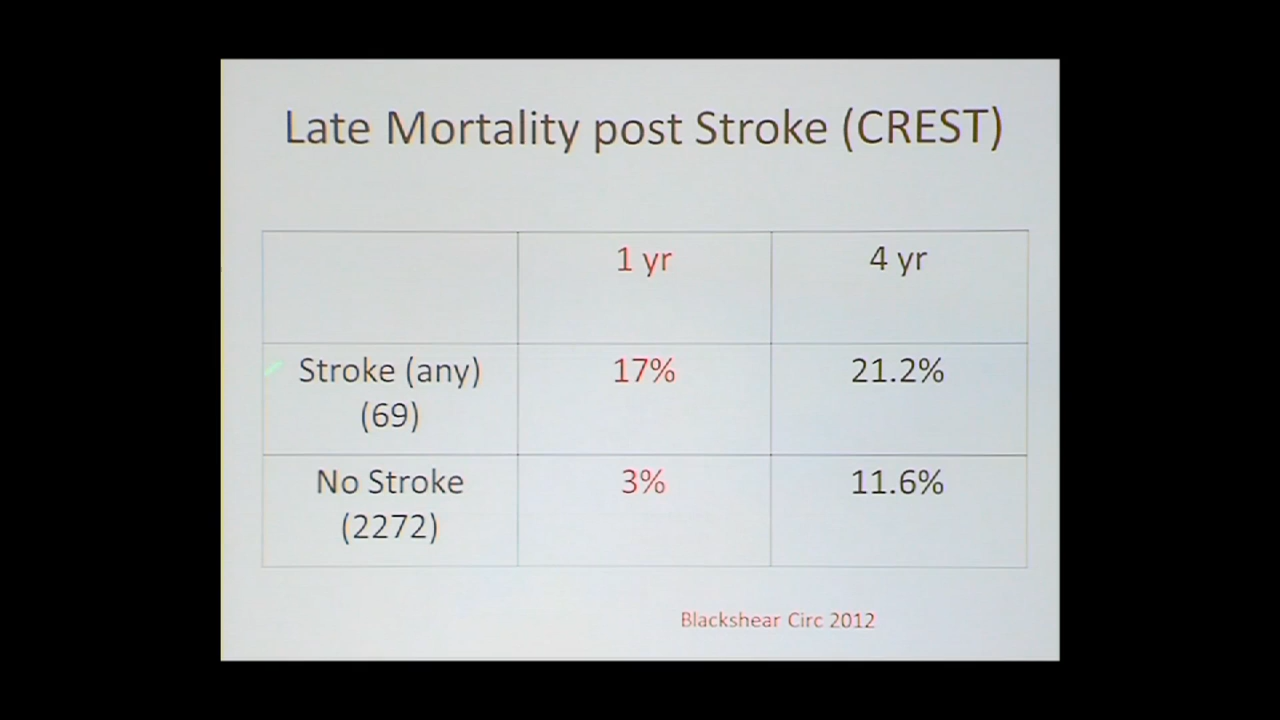 Late Mortality post Stroke (CREST)
1 yr
4 yr
Stroke (any)
(69)
17%
21.2%
No Stroke
(2272)
3%
11.6%
Blackshear Circ 2012